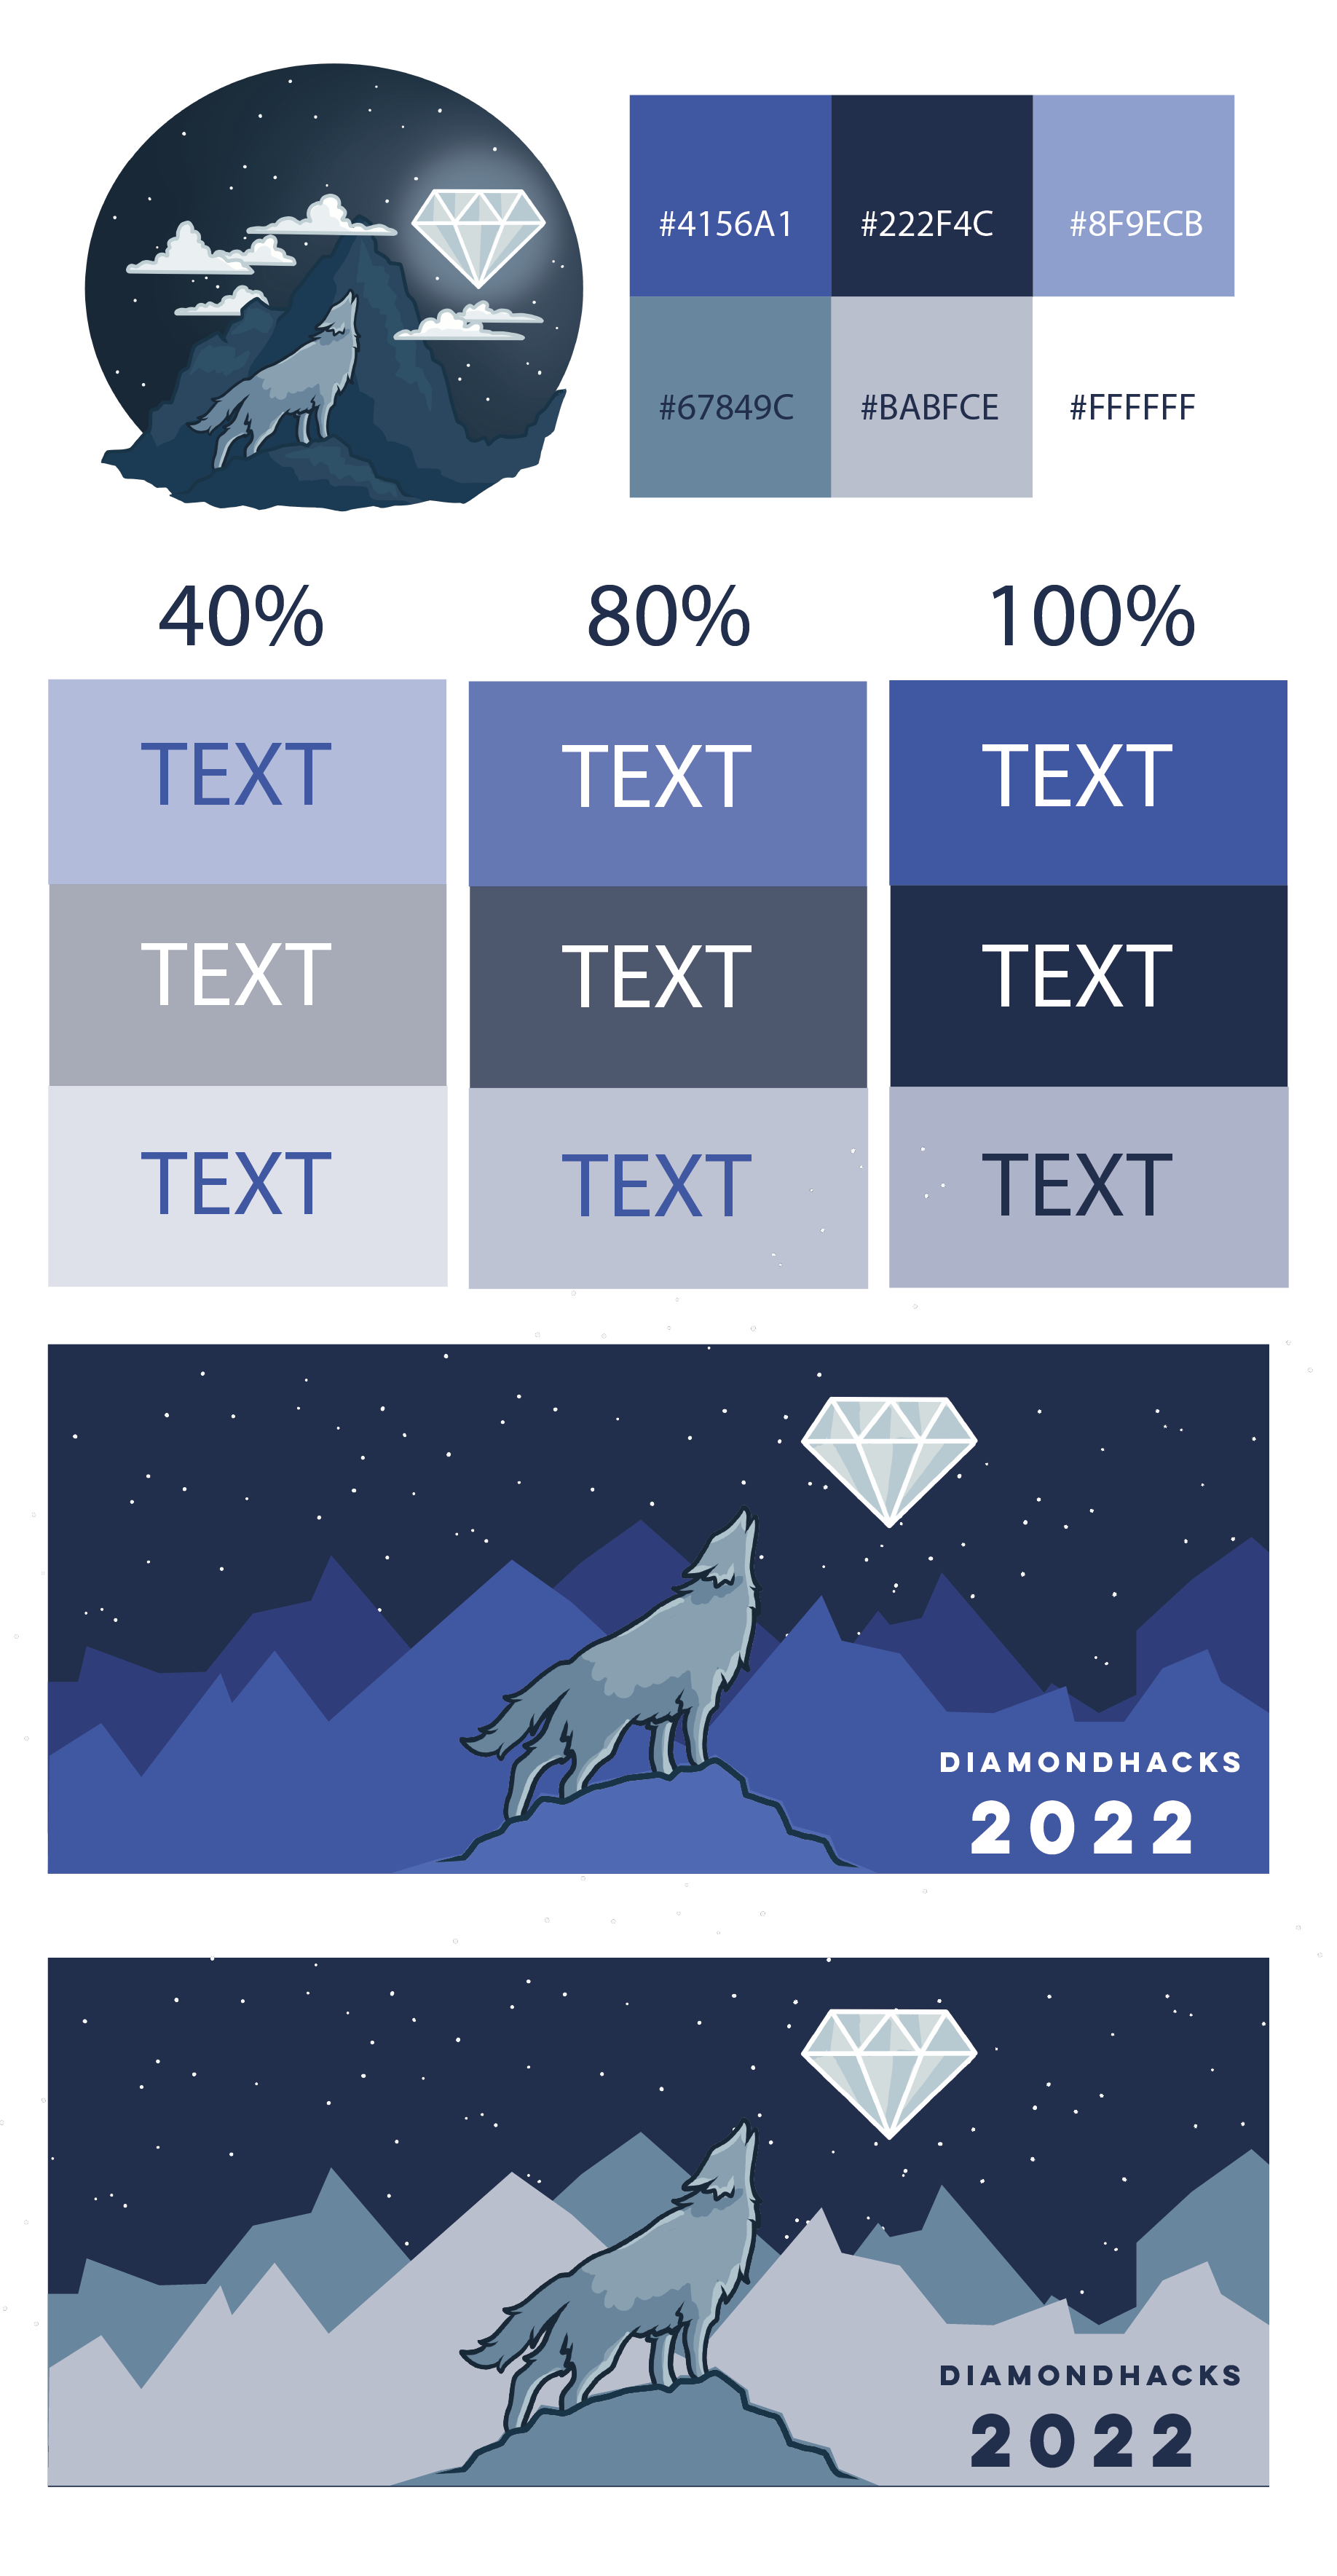 #4156A1 #222F4C #8F9ECB
#67849C #BABFCE #FFFFFF
40% 80% 100%
TEXT TEXT TEXT
TEXT TEXT TEXT
TEXT TEXT TEXT
DIAMONDHACKS
2022
DIAMONDHACKS
2022